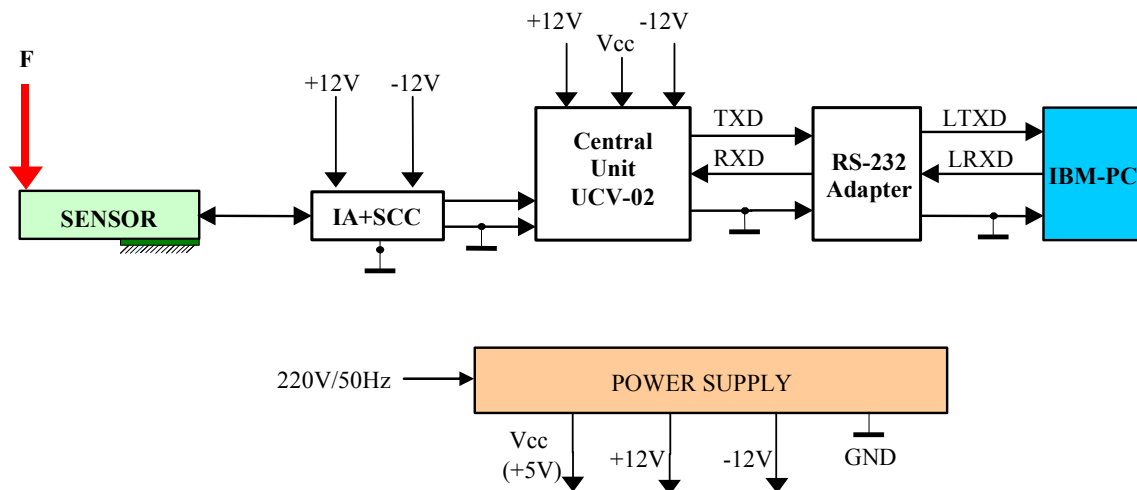 +12V
-12V
Vcc
F
+12V
-12V
TXD
LTXD
Central
Unit
UCV-02
RXD
RS-232
Adapter
LRXD
IBM-PC
SENSOR
IA+SCC
220V/50Hz
POWER SUPPLY
Vcc
(+5V)
+12V
-12V
GND